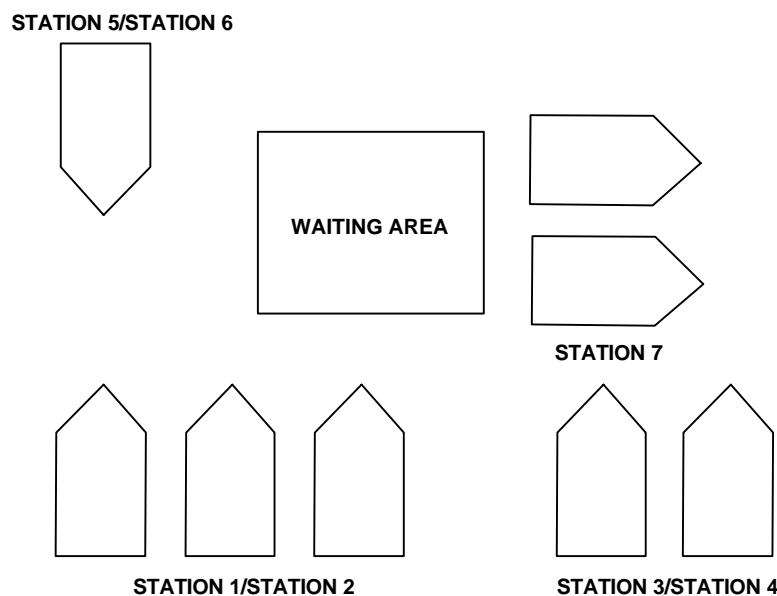 STATION 5/STATION 6
WAITING AREA
STATION 7
STATION 1/STATION 2
STATION 3/STATION 4